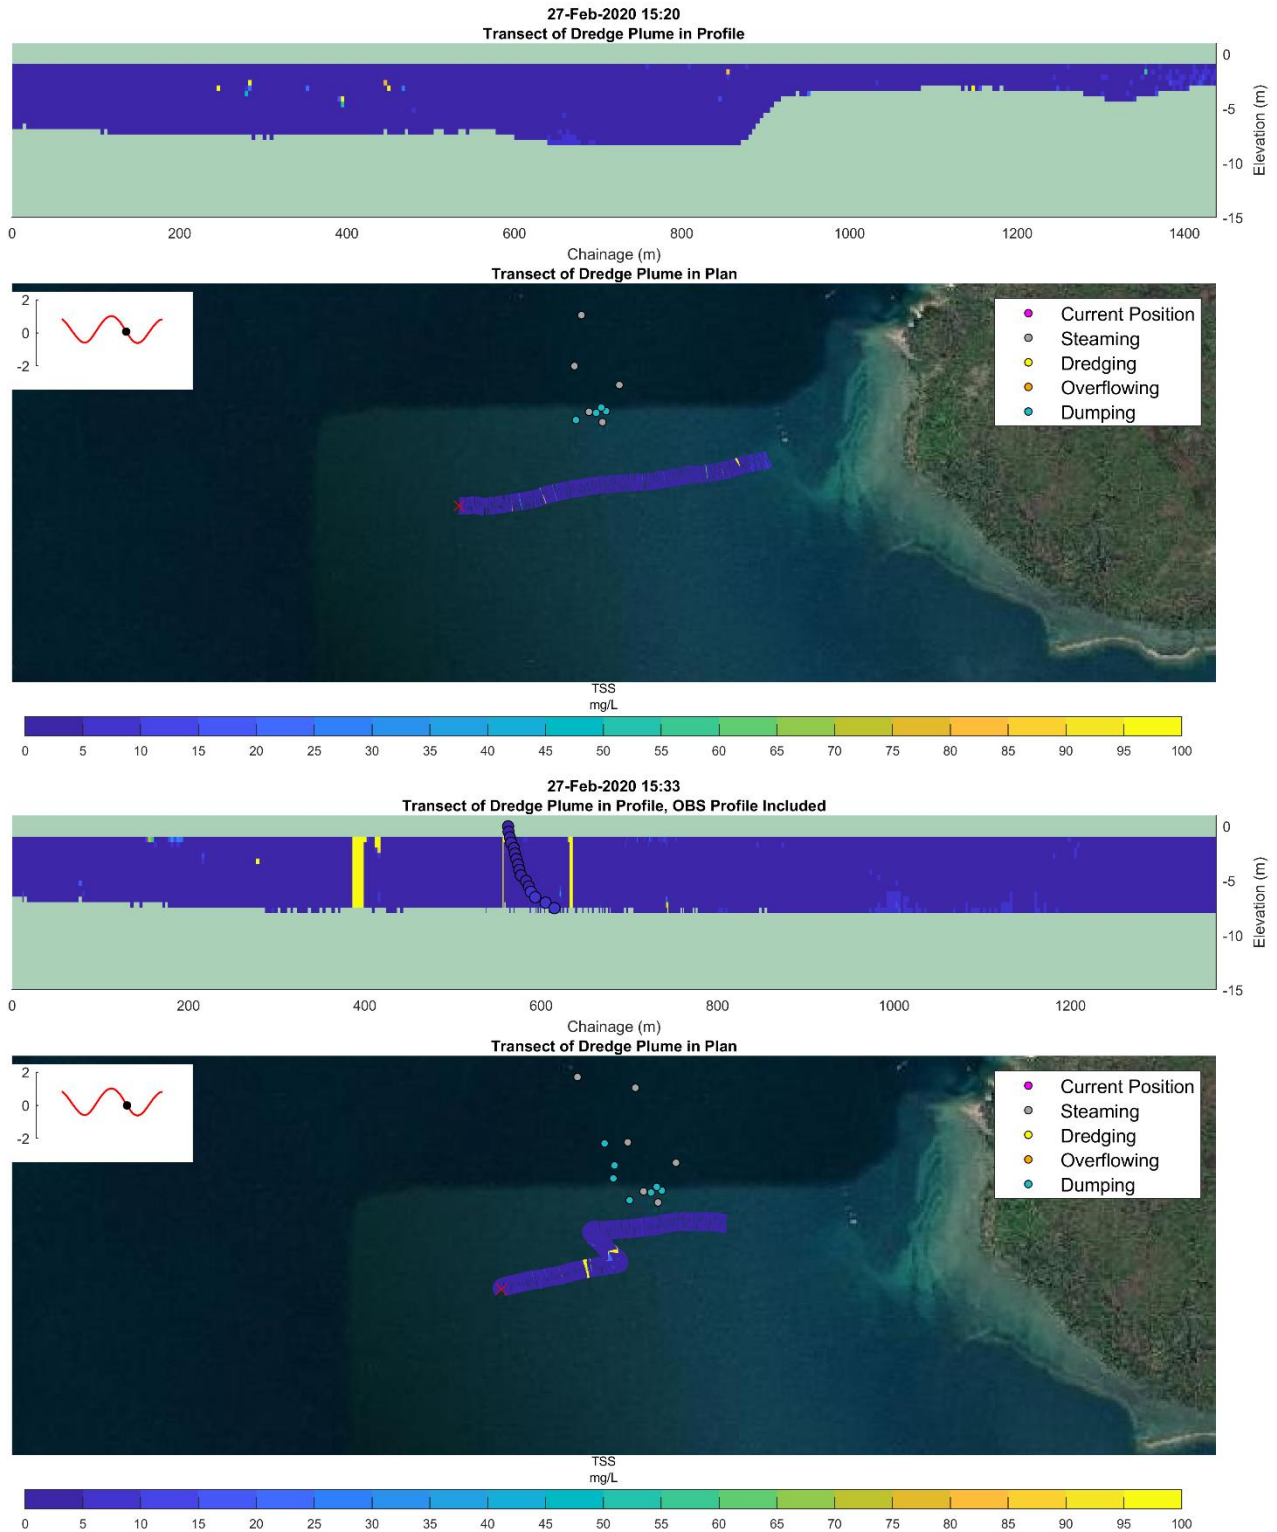 27-Feb-2020 15:20
Transect of Dredge Plume in Profile
0
-5
-10
-15
Elevation (m)
0 200 400 600 800 1000 1200 1400
Chainage (m)
Transect of Dredge Plume in Plan
2
0
-2
Current Position
Steaming
Dredging
Overflowing
Dumping
TSS
mg/L
0 5 10 15 20 25 30 35 40 45 50 55 60 65 70 75 80 85 90 95 100
27-Feb-2020 15:33
Transect of Dredge Plume in Profile, OBS Profile Included
0
-5
-10
-15
Elevation (m)
0 200 400 600 800 1000 1200
Chainage (m)
Transect of Dredge Plume in Plan
2
0
-2
Current Position
Steaming
Dredging
Overflowing
Dumping
TSS
mg/L
0 5 10 15 20 25 30 35 40 45 50 55 60 65 70 75 80 85 90 95 100